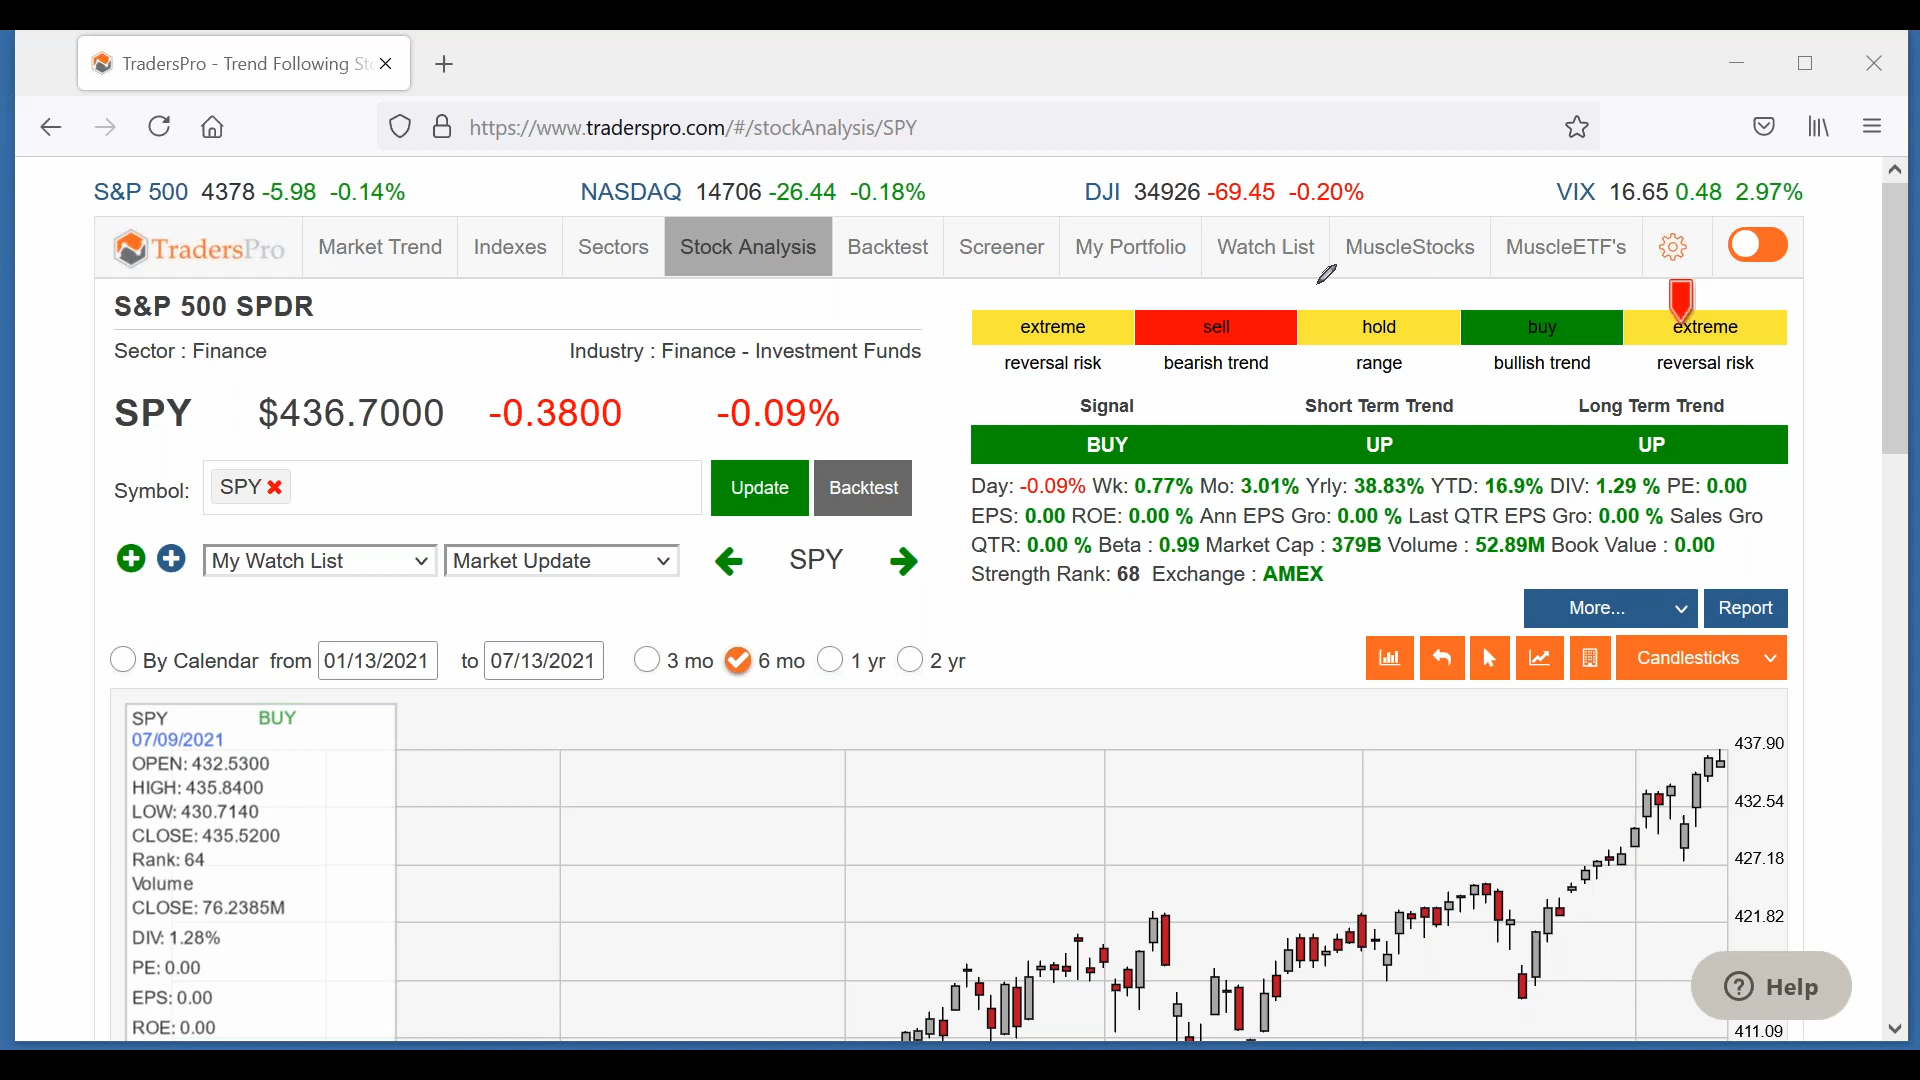 TradersPro - Trend Following Sto
https://www.traderspro.com/#/stockAnalysis/SPY
S&P 500 4378 -5.98 -0.14% NASDAQ 14706 -26.44 -0.18% DJI 34926 -69.45 -0.20% VIX 16.65 0.48 2.97%
TradersPro Market Trend Indexes Sectors Stock Analysis Backtest Screener My Portfolio Watch List MuscleStocks MuscleETF's
S&P 500 SPDR
Sector : Finance Industry : Finance - Investment Funds
SPY $436.7000 -0.3800 -0.09%
Symbol: SPY Update Backtest
My Watch List Market Update SPY
extreme sell hold buy extreme
reversal risk bearish trend range bullish trend reversal risk
Signal Short Term Trend Long Term Trend
BUY UP UP
Day: -0.09% Wk: 0.77% Mo: 3.01% Yrly: 38.83% YTD: 16.9% DIV: 1.29 % PE: 0.00
EPS: 0.00 ROE: 0.00 % Ann EPS Gro: 0.00 % Last QTR EPS Gro: 0.00 % Sales Gro
QTR: 0.00 % Beta : 0.99 Market Cap : 379B Volume : 52.89M Book Value : 0.00
Strength Rank: 68 Exchange : AMEX
More... Report
By Calendar from 01/13/2021 to 07/13/2021 3 mo 6 mo 1 yr 2 yr
Candlesticks
SPY BUY
07/09/2021
OPEN: 432.5300
HIGH: 435.8400
LOW: 430.7140
CLOSE: 435.5200
Rank: 64
Volume
CLOSE: 76.2385M
DIV: 1.28%
PE: 0.00
EPS: 0.00
ROE: 0.00
437.90
432.54
427.18
421.82
411.09
Help